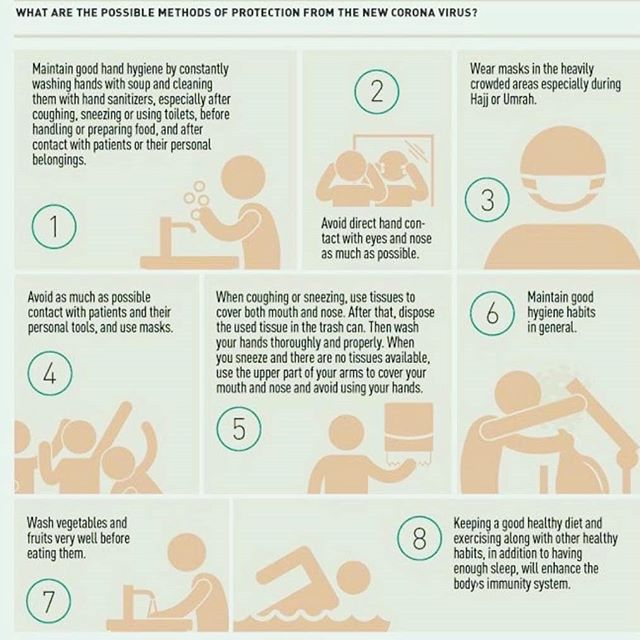 WHAT ARE THE POSSIBLE METHODS OF PROTECTION FROM THE NEW CORONA VIRUS?
Maintain good hand hygiene by constantly
washing hands with soup and cleaning
them with hand sanitizers, especially after
coughing, sneezing or using toilets, before
handling or preparing food, and after
contact with patients or their personal
belongings.
1
2
Avoid direct hand con-
tact with eyes and nose
as much as possible.
Wear masks in the heavily
crowded areas especially during
Hajj or Umrah.
3
Avoid as much as possible
contact with patients and their
personal tools, and use masks.
4
When coughing or sneezing, use tissues to
cover both mouth and nose. After that, dispose
the used tissue in the trash can. Then wash
your hands thoroughly and properly. When
you sneeze and there are no tissues available,
use the upper part of your arms to cover your
mouth and nose and avoid using your hands.
5
6
Maintain good
hygiene habits
in general.
Wash vegetables and
fruits very well before
eating them.
7
8
Keeping a good healthy diet and
exercising along with other healthy
habits, in addition to having
enough sleep, will enhance the
body,s immunity system.